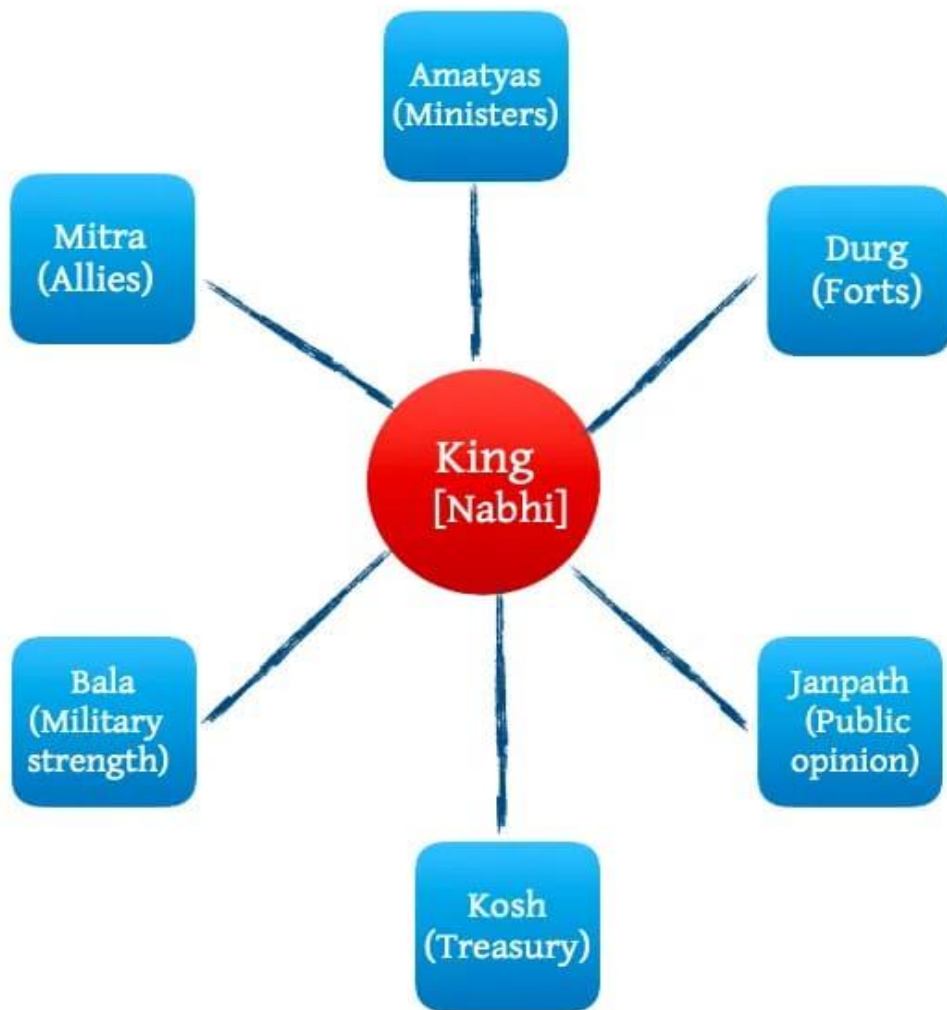 Amatyas
(Ministers)
Mitra
(Allies)
Durg
(Forts)
King
[Nabhi]
Bala
(Military
strength)
Janpath
(Public
opinion)
Kosh
(Treasury)